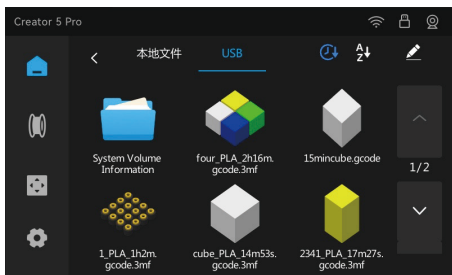 Creator 5 Pro
本地文件
USB
A
Z
System Volume
Information
four_PLA_2h16m.
gcode.3mf
15mincube.gcode
1/2
1_PLA_1h2m.
gcode.3mf
cube_PLA_14m53s.
gcode.3mf
2341_PLA_17m27s.
gcode.3mf